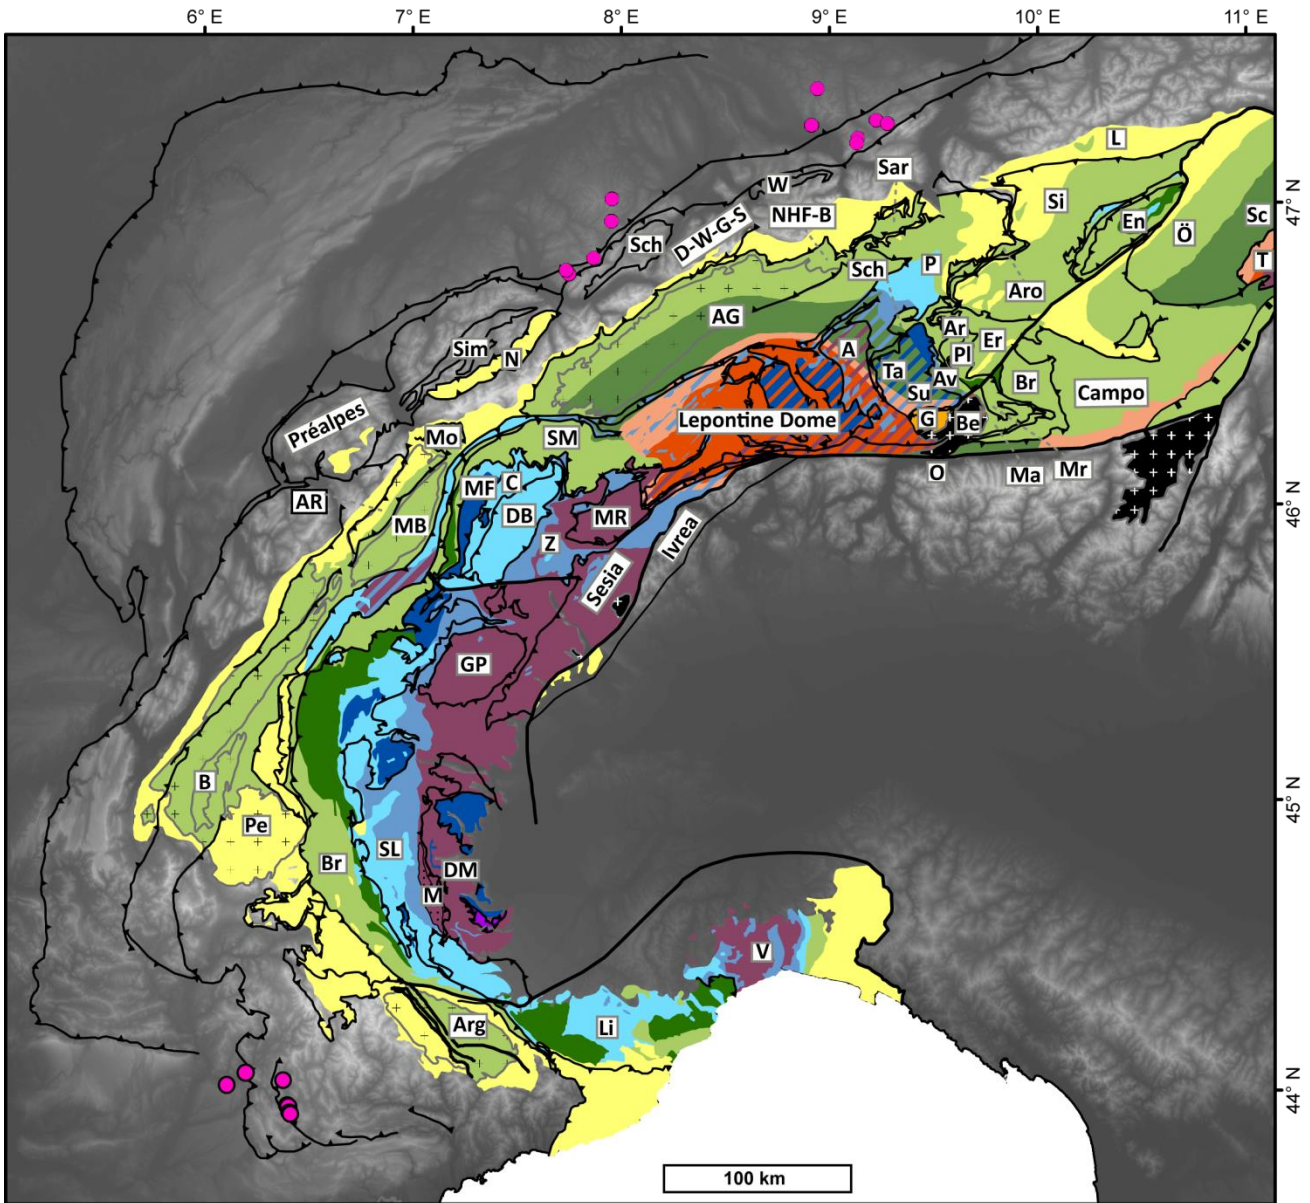 6° E 7° E 8° E 9° E 10° E 11° E
L
Sar
W
Si
47° N
NHF-B
En
Sc
Sch
D-W-G-S
Ö
T
Sch
P
Aro
AG
Ar
Er
Sim
N
A
Pl
Ta
Av
Br
Su
Campo
Préalpes
Lepontine Dome
G
Be
Mo
SM
O
Ma
Mr
AR
MF
C
46° N
MB
DB
MR
Z
Ivrea
Sesia
GP
B
45° N
Pe
SL
Br
DM
M
V
Arg
Li
44° N
100 km